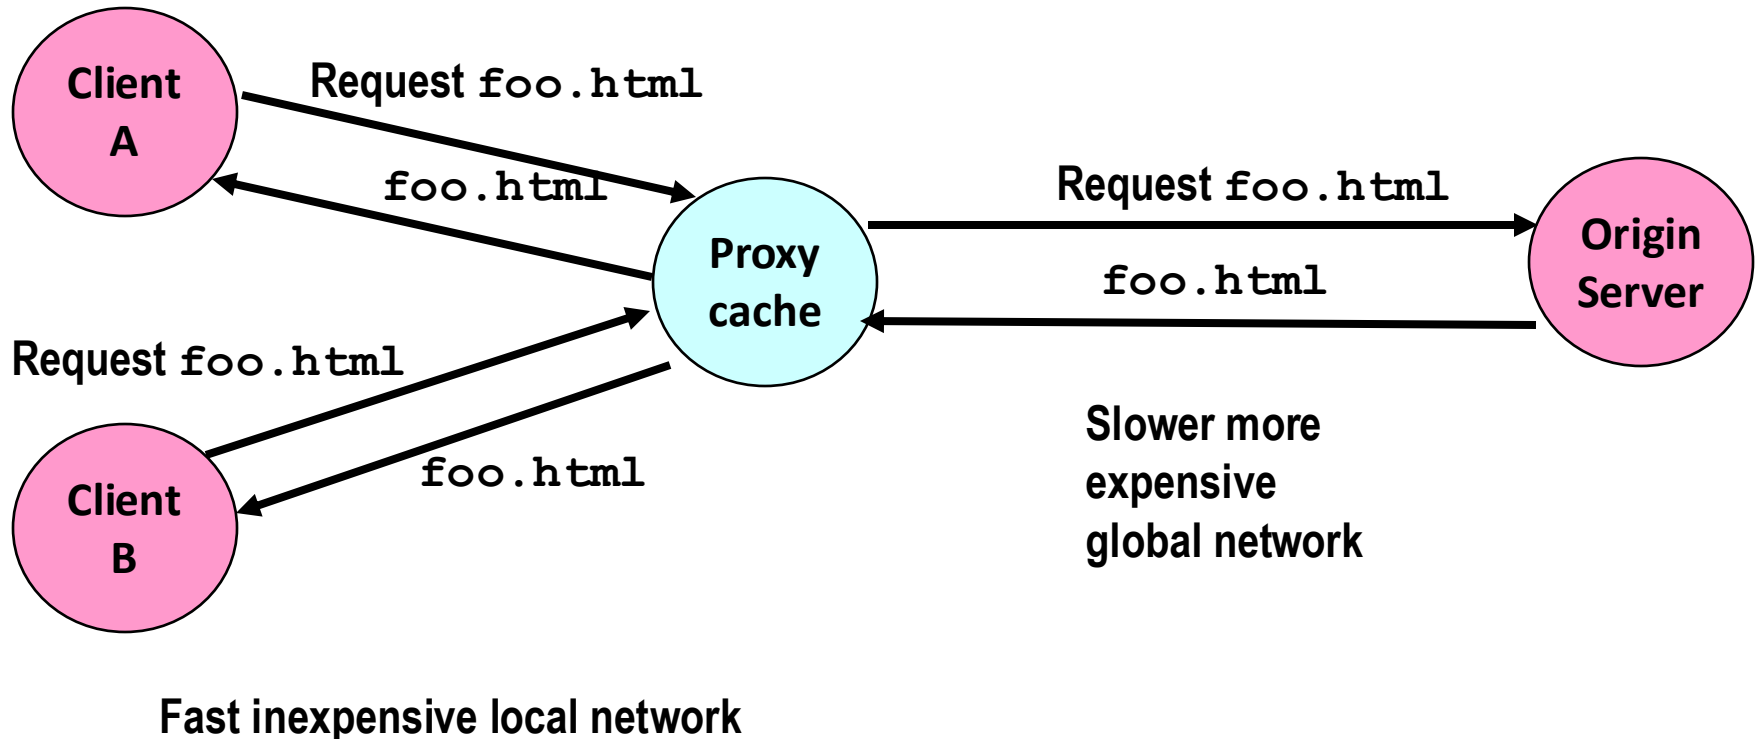 Client
A
Request foo.html
foo.html
Request foo.html
Proxy
cache
Origin
Server
foo.html
Request foo.html
foo.html
Client
B
Slower more
expensive
global network
Fast inexpensive local network